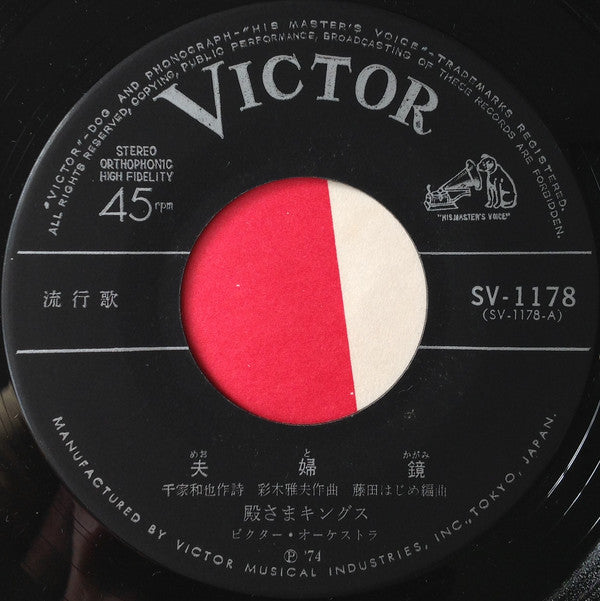 "VICTOR"-DOG AND PHONOGRAPH-"HIS MASTER'S VOICE"-TRADEMARKS REGISTERED.
ALL RIGHTS RESERVED, COPYING, PUBLIC PERFORMANCE, BROADCASTING OF THESE RECORDS ARE FORBIDDEN.
VICTOR
STEREO
ORTHOPHONIC
HIGH FIDELITY
45 rpm
"HIS MASTER'S VOICE"
流行歌
SV-1178
(SV-1178-A)
めおとかがみ
夫婦鏡
千家和也作詩 彩木雅夫作曲 藤田はじめ編曲
殿さまキングス
ビクター・オーケストラ
Ⓟ '74
MANUFACTURED BY VICTOR MUSICAL INDUSTRIES, INC., TOKYO, JAPAN.